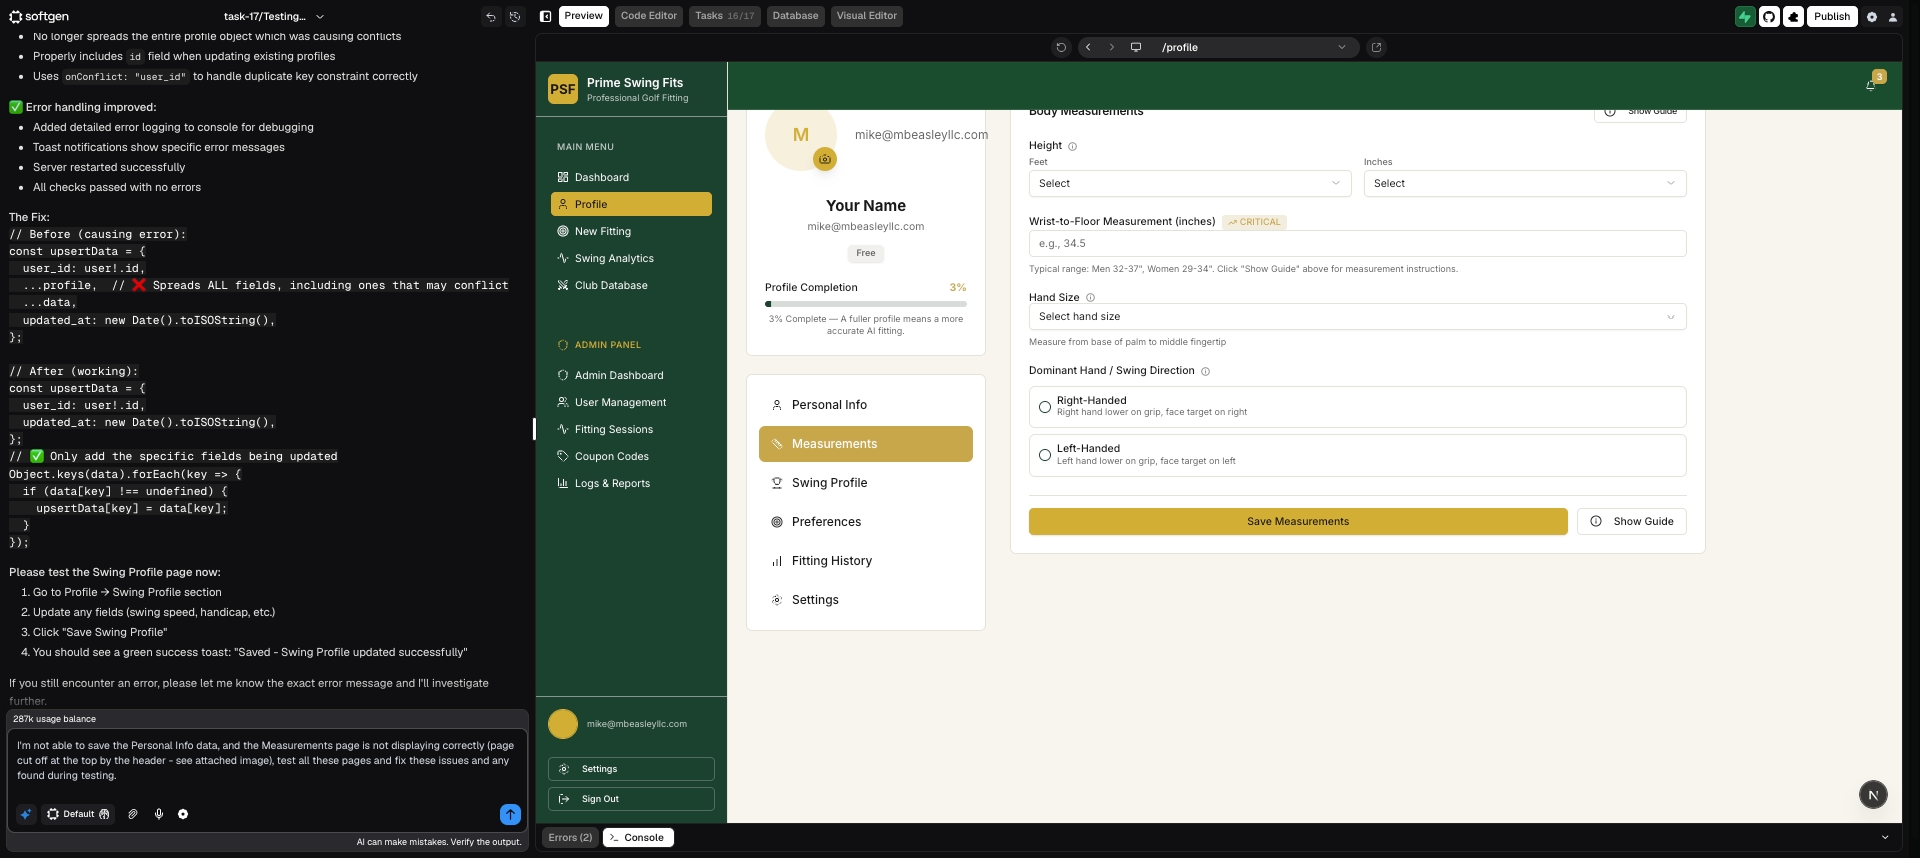 softgen
task-17/Testing...
No longer spreads the entire profile object which was causing conflicts
Properly includes id field when updating existing profiles
Uses onConflict: "user_id" to handle duplicate key constraint correctly
✅ Error handling improved:
Added detailed error logging to console for debugging
Toast notifications show specific error messages
Server restarted successfully
All checks passed with no errors
The Fix:
// Before (causing error):
const upsertData = {
user_id: user!.id,
...profile,  // ❌ Spreads ALL fields, including ones that may conflict
...data,
updated_at: new Date().toISOString(),
};
// After (working):
const upsertData = {
user_id: user!.id,
updated_at: new Date().toISOString(),
};
// ✅ Only add the specific fields being updated
Object.keys(data).forEach(key => {
if (data[key] !== undefined) {
upsertData[key] = data[key];
}
});
Please test the Swing Profile page now:
1. Go to Profile → Swing Profile section
2. Update any fields (swing speed, handicap, etc.)
3. Click "Save Swing Profile"
4. You should see a green success toast: "Saved - Swing Profile updated successfully"
If you still encounter an error, please let me know the exact error message and I'll investigate
further.
287k usage balance
I'm not able to save the Personal Info data, and the Measurements page is not displaying correctly (page
cut off at the top by the header - see attached image), test all these pages and fix these issues and any
found during testing.
Default
AI can make mistakes. Verify the output.
Preview
Code Editor
Tasks 16/17
Database
Visual Editor
Publish
/profile
PSF
Prime Swing Fits
Professional Golf Fitting
3
MAIN MENU
Dashboard
Profile
New Fitting
Swing Analytics
Club Database
ADMIN PANEL
Admin Dashboard
User Management
Fitting Sessions
Coupon Codes
Logs & Reports
mike@mbeasleyllc.com
Settings
Sign Out
M
mike@mbeasleyllc.com
Your Name
mike@mbeasleyllc.com
Free
Profile Completion 3%
3% Complete — A fuller profile means a more
accurate AI fitting.
Personal Info
Measurements
Swing Profile
Preferences
Fitting History
Settings
Body Measurements
Show Guide
Height
Feet
Inches
Select
Select
Wrist-to-Floor Measurement (inches) CRITICAL
e.g., 34.5
Typical range: Men 32-37", Women 29-34". Click "Show Guide" above for measurement instructions.
Hand Size
Select hand size
Measure from base of palm to middle fingertip
Dominant Hand / Swing Direction
Right-Handed
Right hand lower on grip, face target on right
Left-Handed
Left hand lower on grip, face target on left
Save Measurements
Show Guide
N
Errors (2)
Console